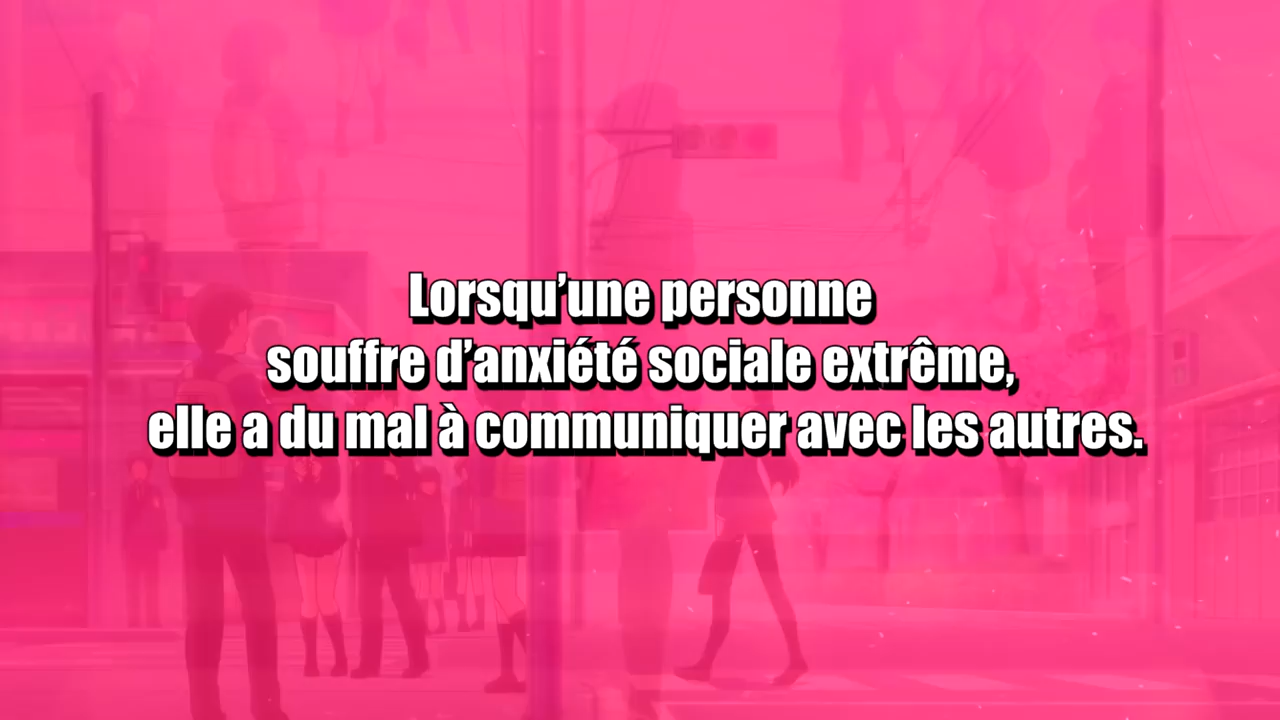 Lorsqu’une personne
souffre d’anxiété sociale extrême,
elle a du mal à communiquer avec les autres.